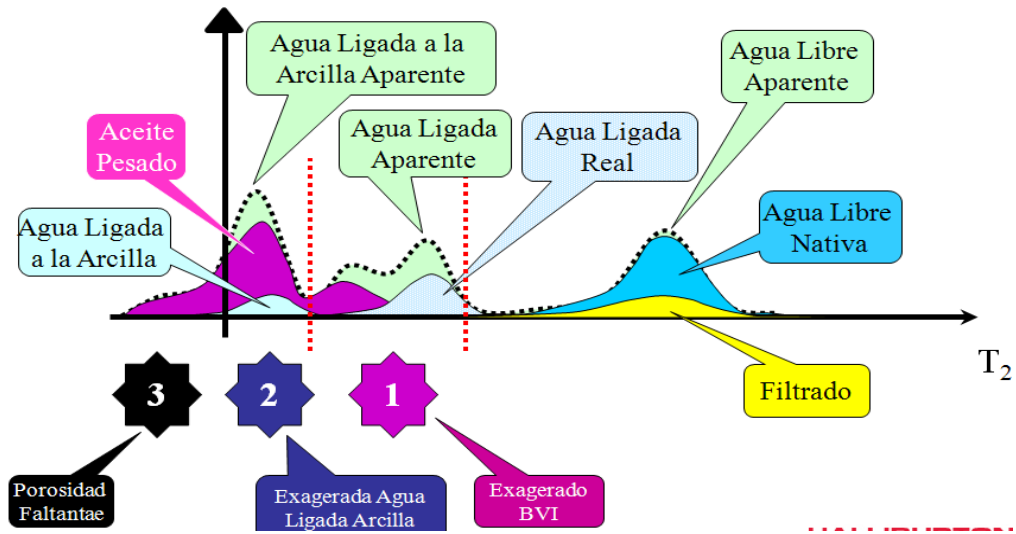 Agua Ligada a la
Arcilla Aparente
Agua Libre
Aparente
Aceite
Pesado
Agua Ligada
Aparente
Agua Ligada
Real
Agua Ligada
a la Arcilla
Agua Libre
Nativa
T2
3
2
1
Filtrado
Porosidad
Faltantae
Exagerada Agua
Ligada Arcilla
Exagerado
BVI
HALLIBURTON